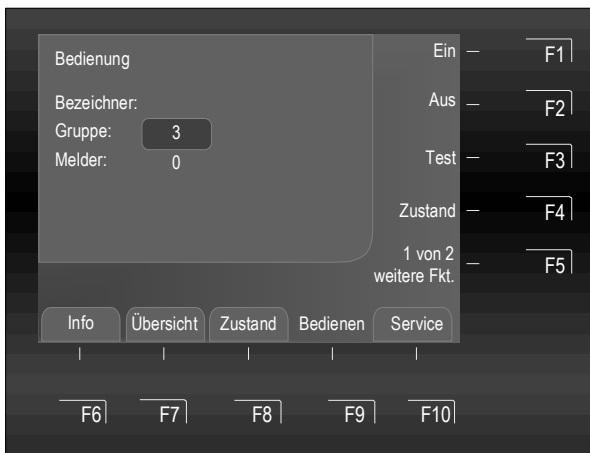 Bedienung
Bezeichner:
Gruppe: 3
Melder: 0
Ein
F1
Aus
F2
Test
F3
Zustand
F4
1 von 2
weitere Fkt.
F5
Info Übersicht Zustand Bedienen Service
F6 F7 F8 F9 F10